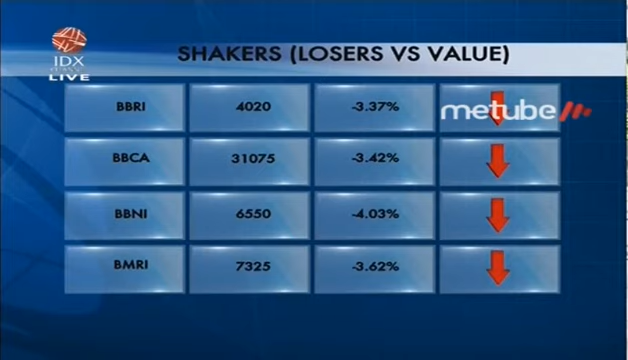 IDX
LIVE
SHAKERS (LOSERS VS VALUE)
metube
BBRI 4020 -3.37%
BBCA 31075 -3.42%
BBNI 6550 -4.03%
BMRI 7325 -3.62%